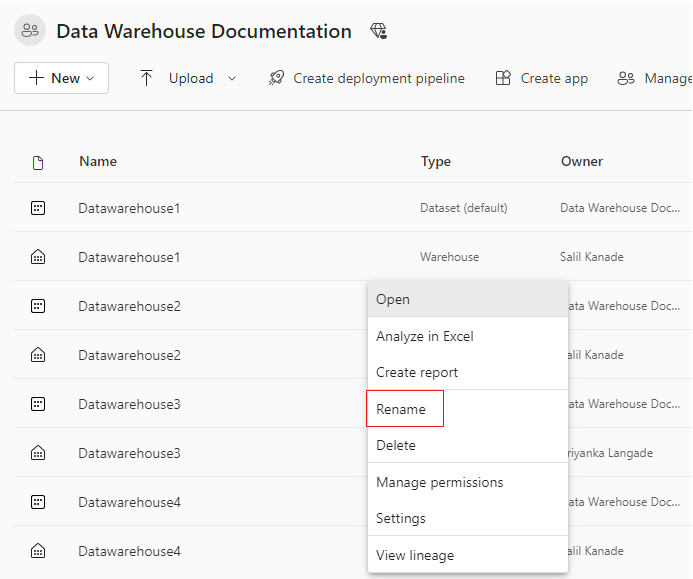 Data Warehouse Documentation
New Upload Create deployment pipeline Create app Manage
Name Type Owner
Datawarehouse1 Dataset (default) Data Warehouse Doc...
Datawarehouse1 Warehouse Salil Kanade
Open
Datawarehouse2 ata Warehouse Doc...
Analyze in Excel
Datawarehouse2 alil Kanade
Create report
Datawarehouse3 Rename ata Warehouse Doc...
Delete
Datawarehouse3 riyanka Langade
Manage permissions
Datawarehouse4 ata Warehouse Doc...
Settings
Datawarehouse4 alil Kanade
View lineage